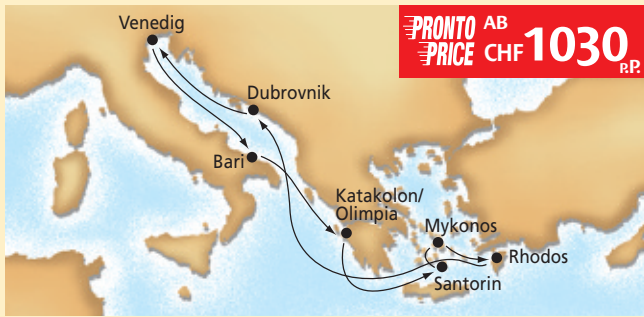 Venedig
PRONTO
PRICE
AB
CHF 1030
P.P.
Dubrovnik
Bari
Katakolon/
Olimpia
Mykonos
Rhodos
Santorin